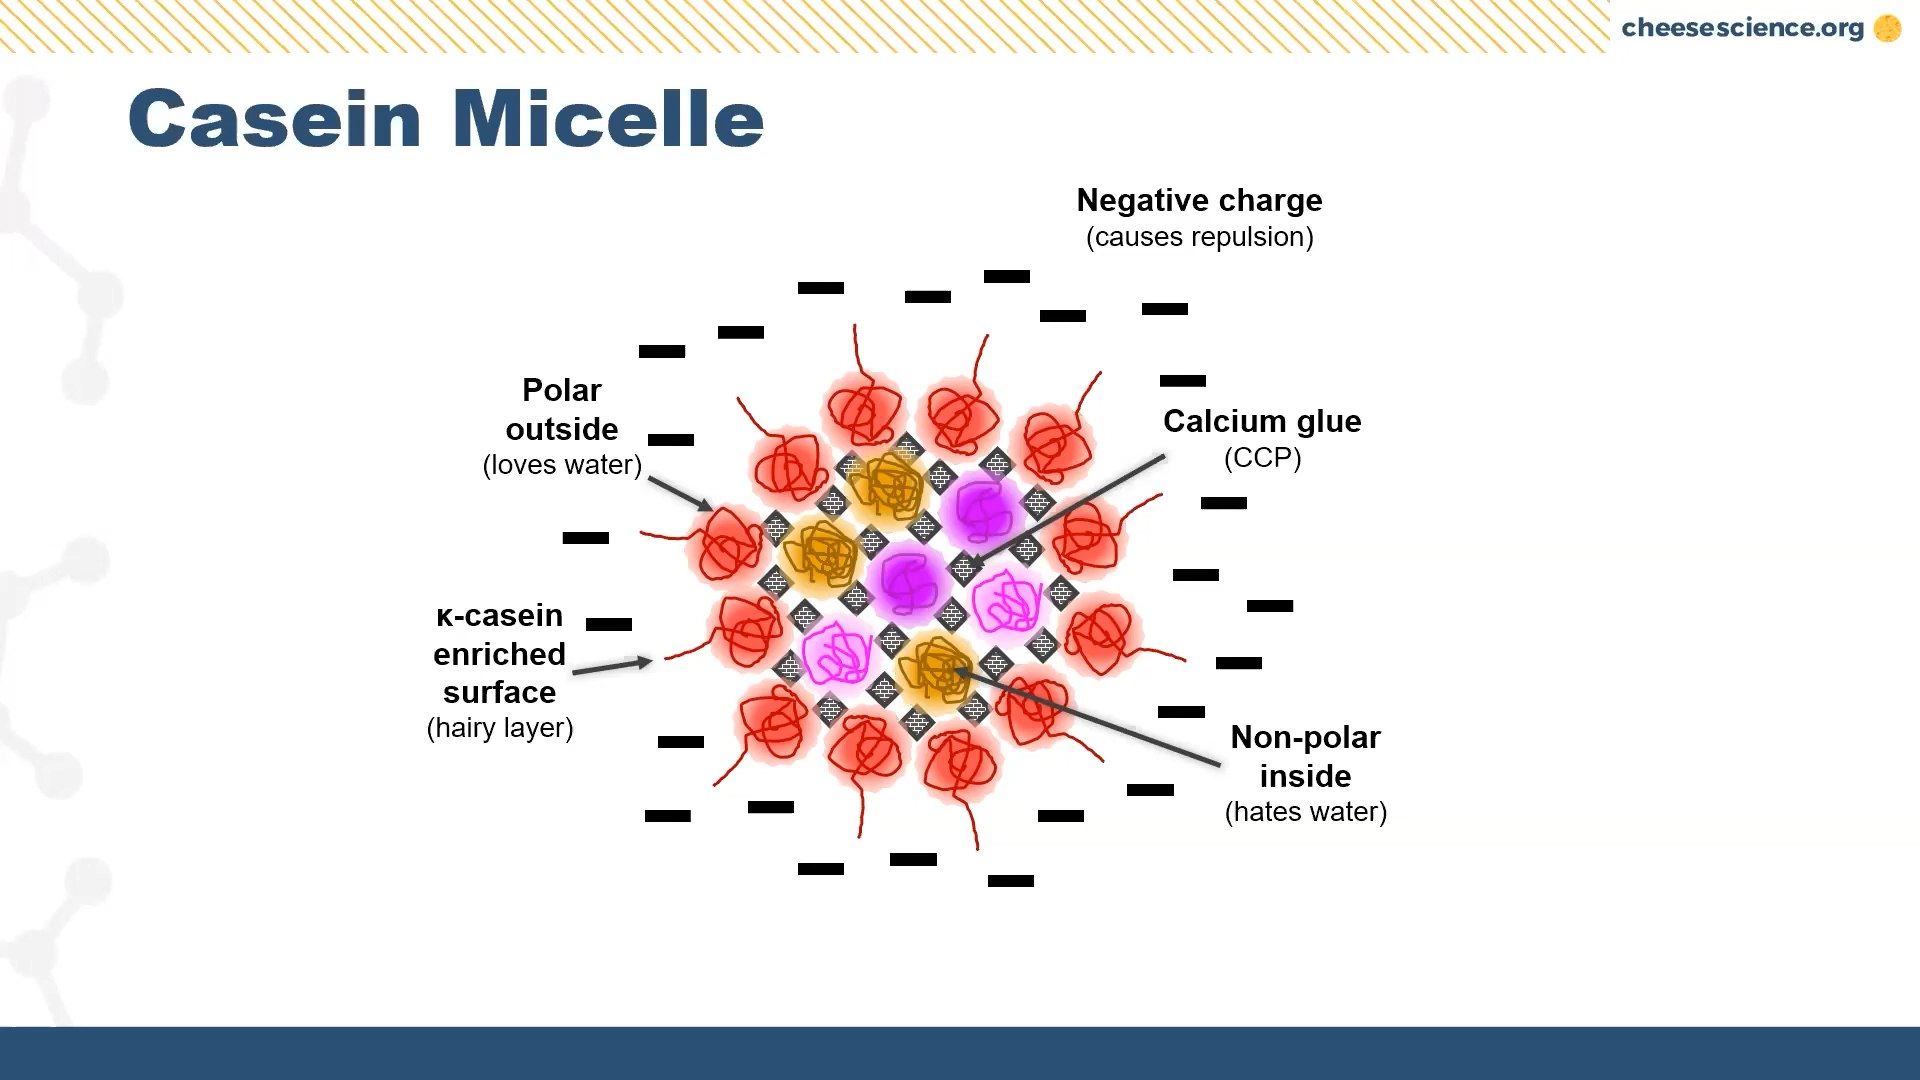 cheesescience.org
Casein Micelle
Negative charge
(causes repulsion)
Polar
outside
(loves water)
Calcium glue
(CCP)
κ-casein
enriched
surface
(hairy layer)
Non-polar
inside
(hates water)